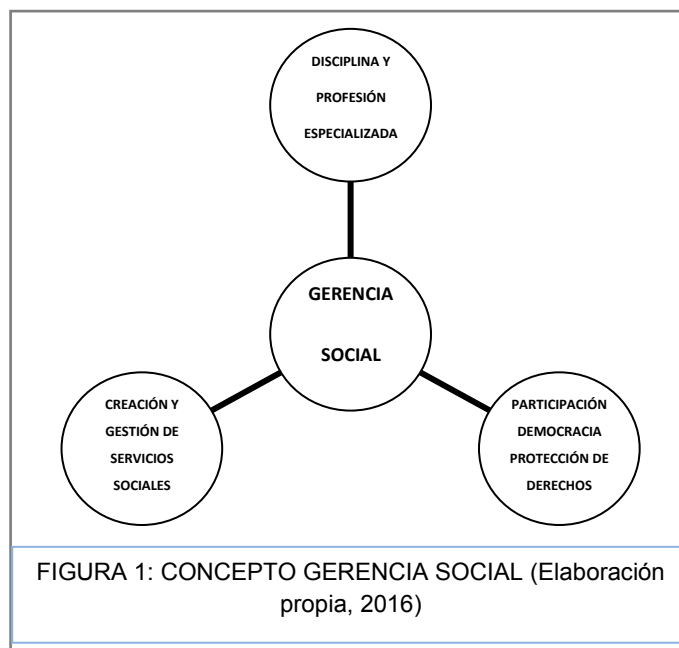 DISCIPLINA Y
PROFESIÓN
ESPECIALIZADA
GERENCIA
SOCIAL
CREACIÓN Y
GESTIÓN DE
SERVICIOS
SOCIALES
PARTICIPACIÓN
DEMOCRACIA
PROTECCIÓN DE
DERECHOS
FIGURA 1: CONCEPTO GERENCIA SOCIAL (Elaboración
propia, 2016)